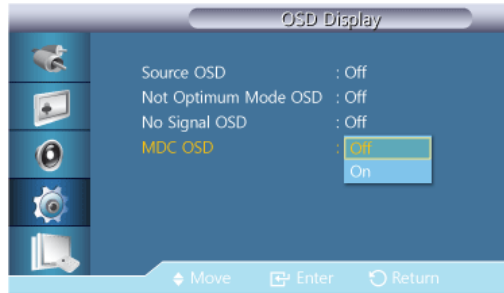 OSD Display
Source OSD : Off
Not Optimum Mode OSD : Off
No Signal OSD : Off
MDC OSD : Off
On
Move Enter Return